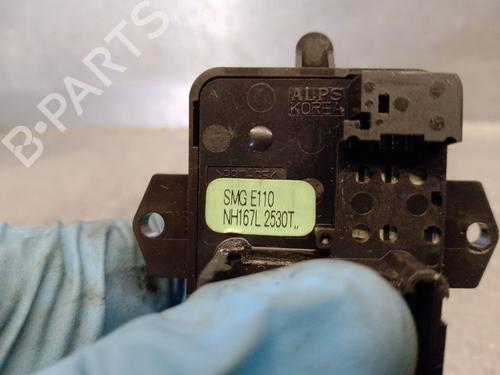 B-PARTS
ALPS
KOREA
SMG E110
NH167L 2530T